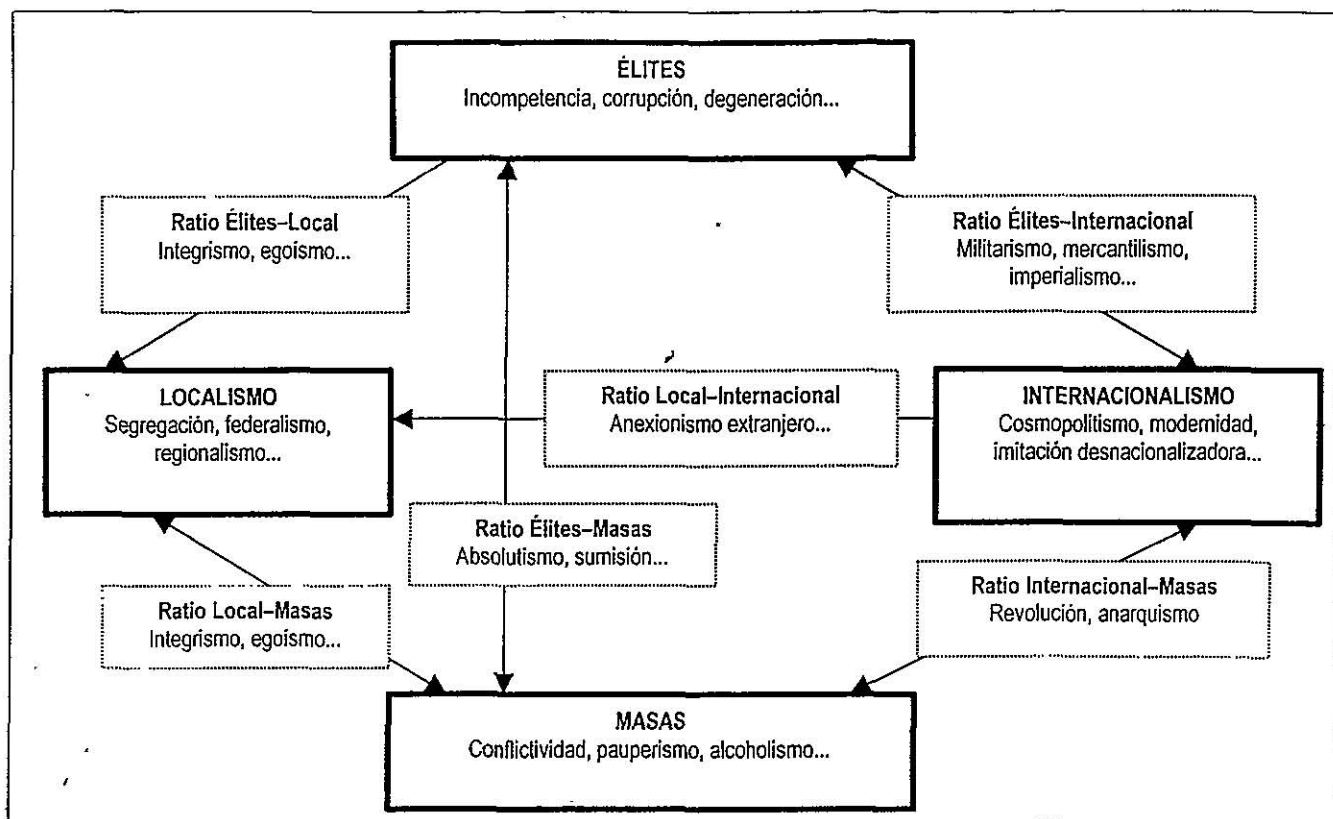 ÉLITES
Incompetencia, corrupción, degeneración...
Ratio Élites–Local
Integrismo, egoísmo...
Ratio Élites–Internacional
Militarismo, mercantilismo,
imperialismo...
LOCALISMO
Segregación, federalismo,
regionalismo...
Ratio Local–Internacional
Anexionismo extranjero...
INTERNACIONALISMO
Cosmopolitismo, modernidad,
imitación desnacionalizadora...
Ratio Élites–Masas
Absolutismo, sumisión...
Ratio Local–Masas
Integrismo, egoísmo...
Ratio Internacional–Masas
Revolución, anarquismo
MASAS
Conflictividad, pauperismo, alcoholismo...